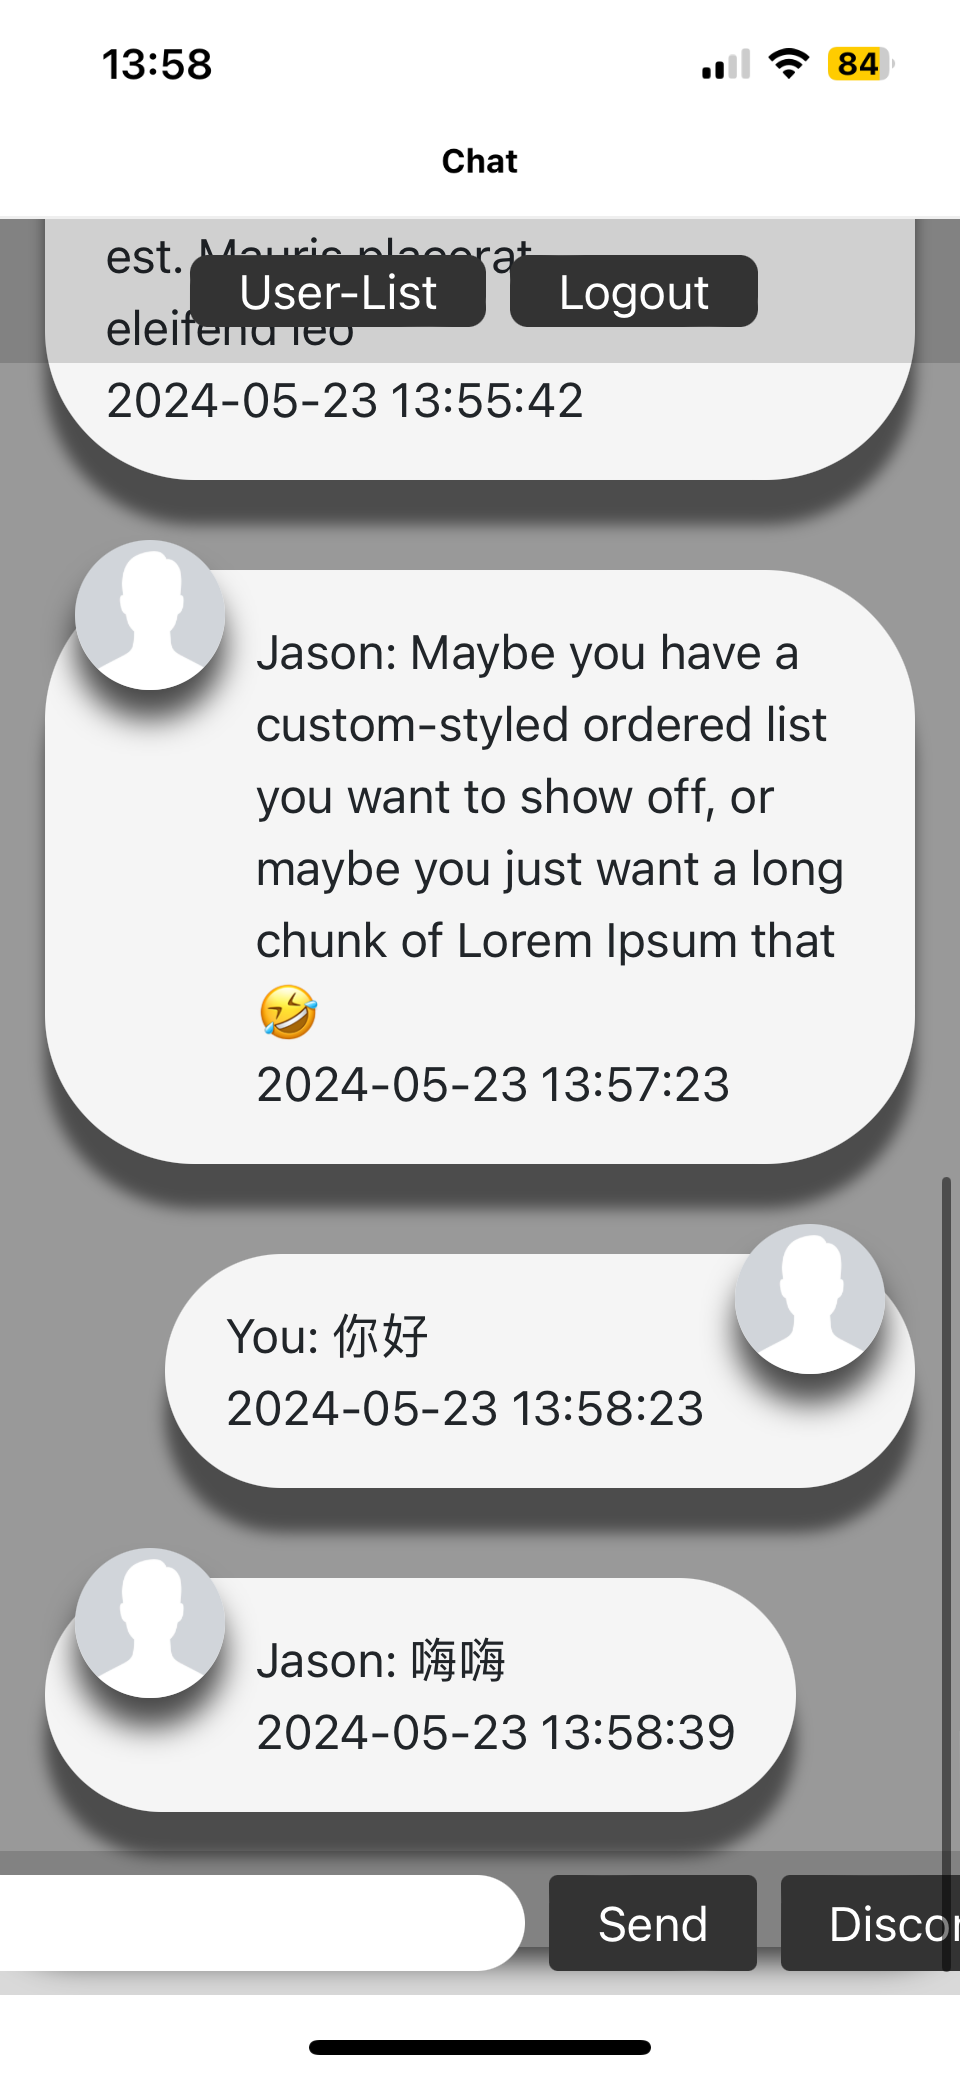 13:58
84
Chat
est. Mauris placerat
User-List Logout
eleifend leo
2024-05-23 13:55:42
Jason: Maybe you have a
custom-styled ordered list
you want to show off, or
maybe you just want a long
chunk of Lorem Ipsum that
🤣
2024-05-23 13:57:23
You: 你好
2024-05-23 13:58:23
Jason: 嗨嗨
2024-05-23 13:58:39
Send